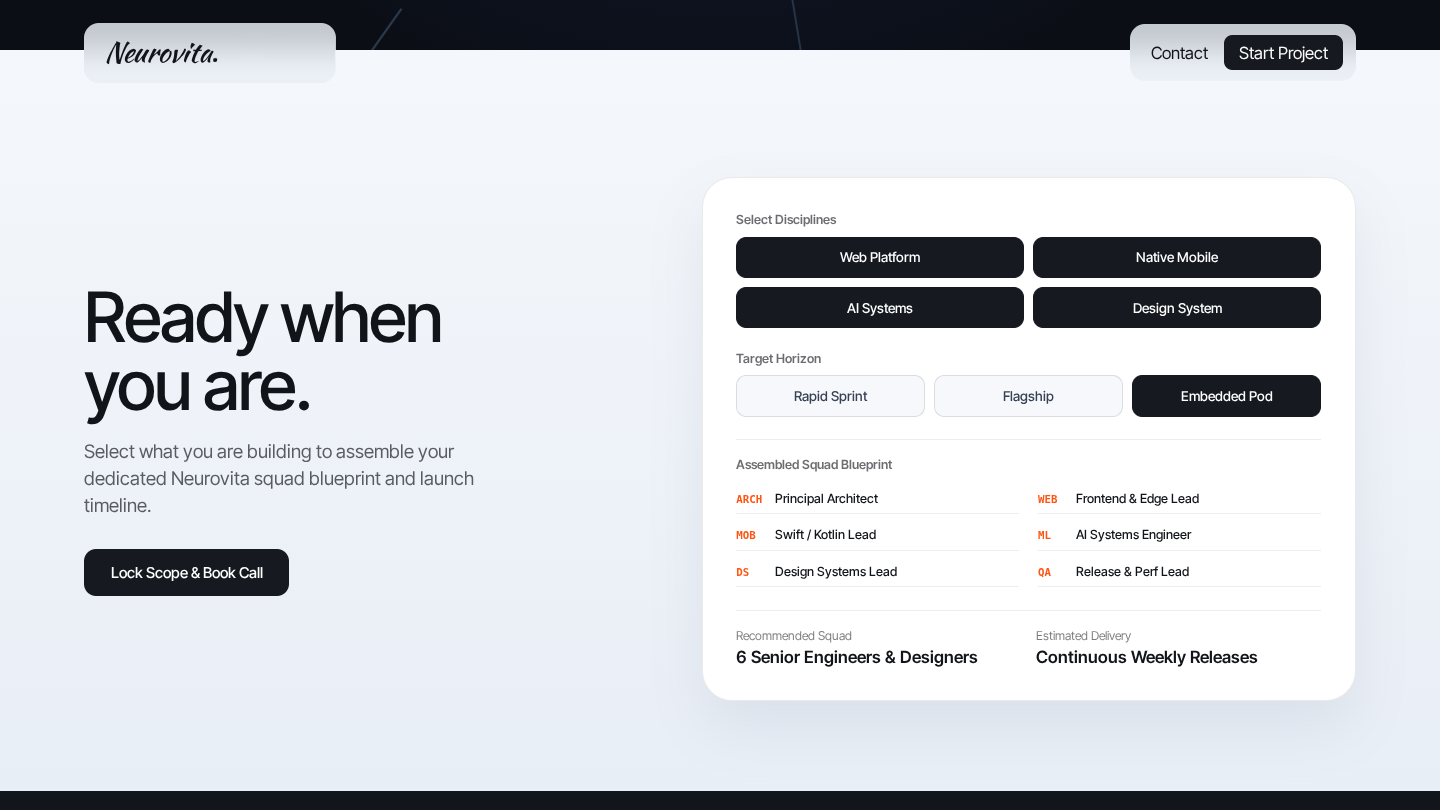 Neurovita.
Contact
Start Project
Ready when
you are.
Select what you are building to assemble your
dedicated Neurovita squad blueprint and launch
timeline.
Lock Scope & Book Call
Select Disciplines
Web Platform
Native Mobile
AI Systems
Design System
Target Horizon
Rapid Sprint
Flagship
Embedded Pod
Assembled Squad Blueprint
ARCH Principal Architect
WEB Frontend & Edge Lead
MOB Swift / Kotlin Lead
ML AI Systems Engineer
DS Design Systems Lead
QA Release & Perf Lead
Recommended Squad
6 Senior Engineers & Designers
Estimated Delivery
Continuous Weekly Releases